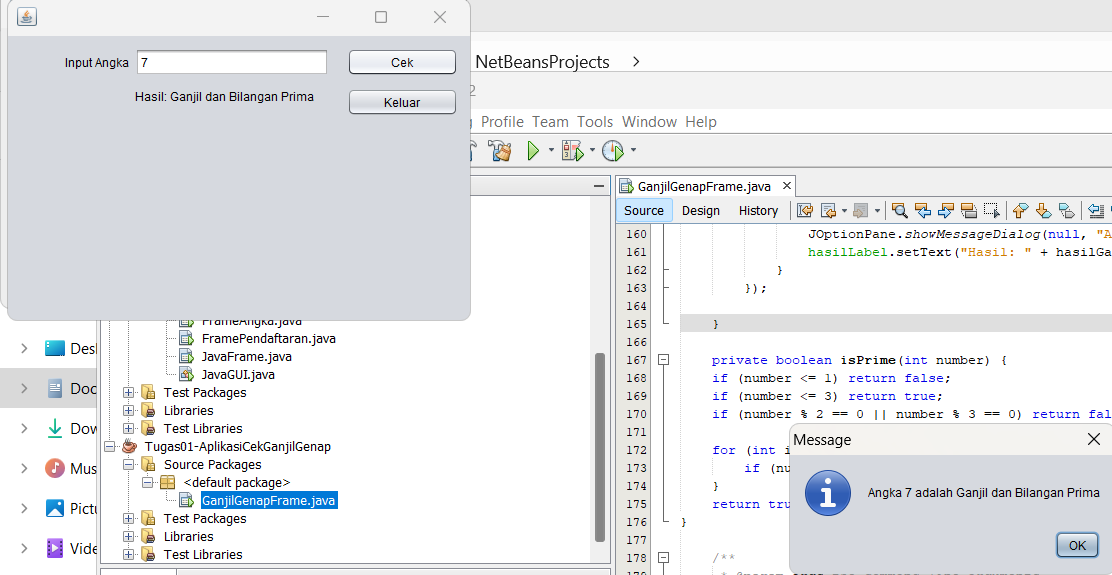 Input Angka 7 Cek
Hasil: Ganjil dan Bilangan Prima
Keluar
NetBeansProjects
Profile Team Tools Window Help
GanjilGenapFrame.java
Source Design History
160 JOptionPane.showMessageDialog(null, "A
161 hasilLabel.setText("Hasil: " + hasilGa
162 }
163 });
164
165 }
166
167 private boolean isPrime(int number) {
168 if (number <= 1) return false;
169 if (number <= 3) return true;
170 if (number % 2 == 0 || number % 3 == 0) return fal
171
172 for (int i
173 if (nu
174 }
175 return tru
176 }
177
178 /**
FrameAngka.java
FramePendaftaran.java
JavaFrame.java
JavaGUI.java
Test Packages
Libraries
Test Libraries
Tugas01-AplikasiCekGanjilGenap
Source Packages
<default package>
GanjilGenapFrame.java
Test Packages
Libraries
Test Libraries
Desl
Doc
Dov
Mus
Pictu
Vide
Message
Angka 7 adalah Ganjil dan Bilangan Prima
OK